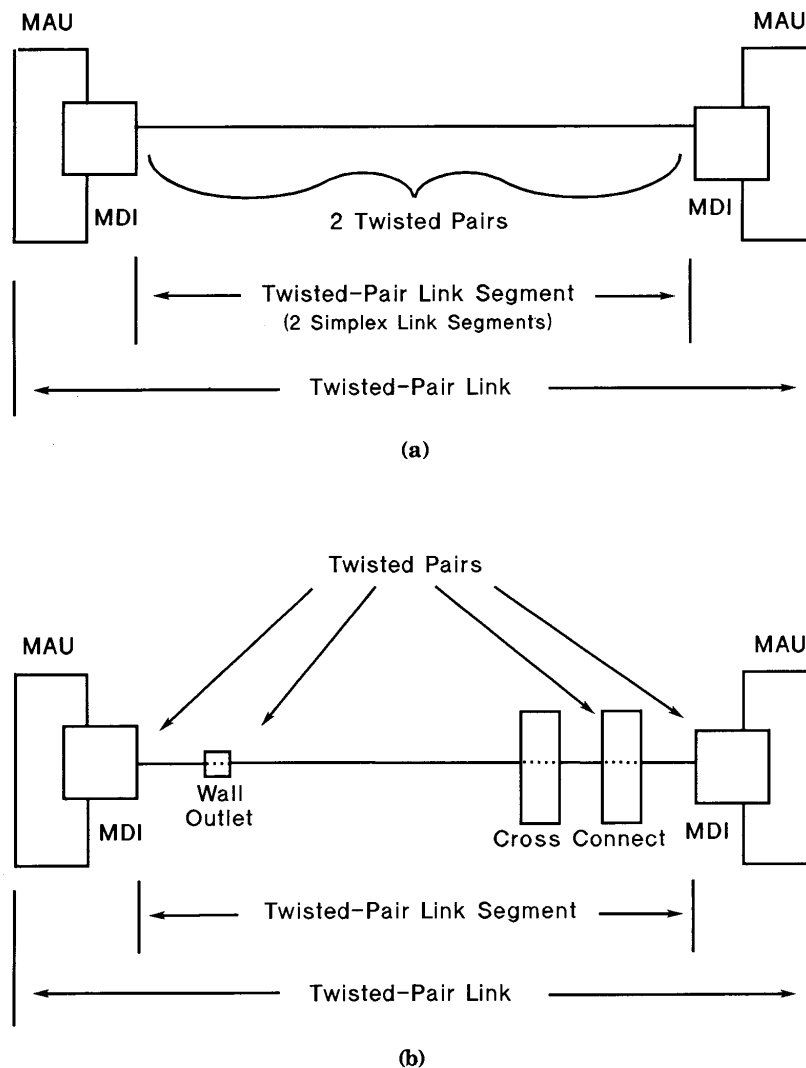 MAU MAU
MDI MDI
2 Twisted Pairs
Twisted-Pair Link Segment
(2 Simplex Link Segments)
Twisted-Pair Link
(a)
Twisted Pairs
MAU MAU
Wall
Outlet
MDI Cross Connect MDI
Twisted-Pair Link Segment
Twisted-Pair Link
(b)